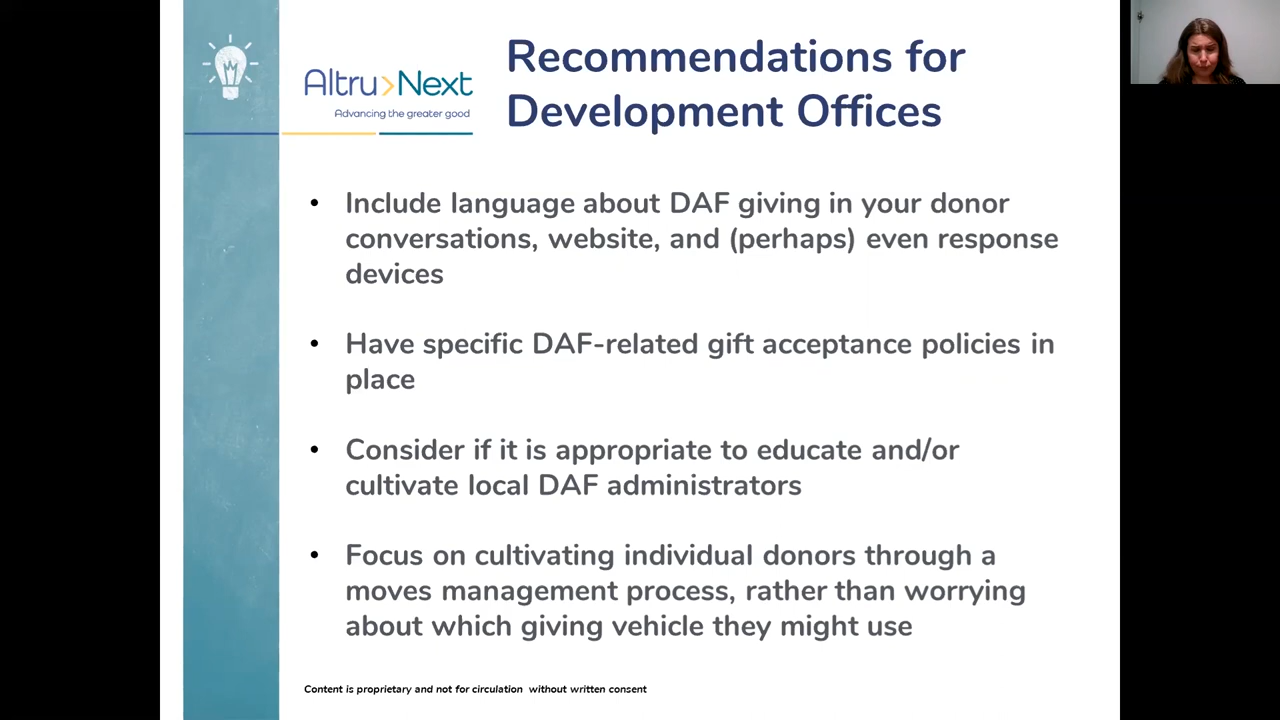 Altru>Next
Advancing the greater good
Recommendations for
Development Offices
• Include language about DAF giving in your donor
conversations, website, and (perhaps) even response
devices
• Have specific DAF-related gift acceptance policies in
place
• Consider if it is appropriate to educate and/or
cultivate local DAF administrators
• Focus on cultivating individual donors through a
moves management process, rather than worrying
about which giving vehicle they might use
Content is proprietary and not for circulation without written consent